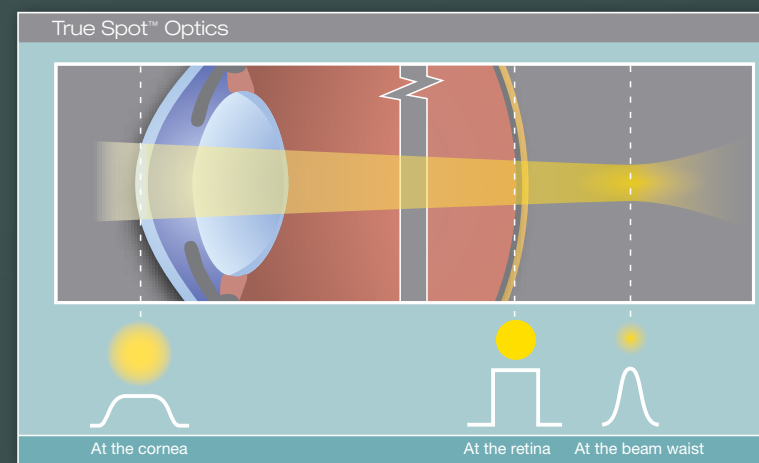 True Spot™ Optics
At the cornea
At the retina
At the beam waist